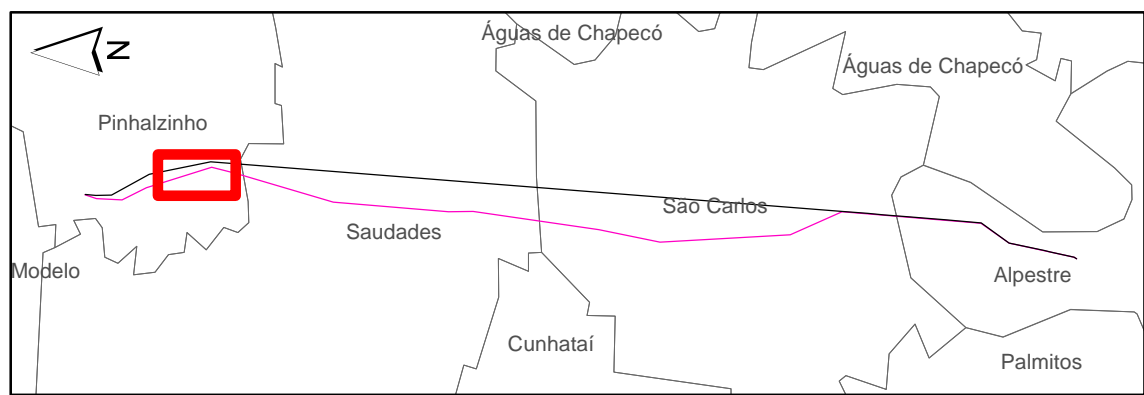 Águas de Chapecó
N
Águas de Chapecó
Pinhalzinho
Sao Carlos
Saudades
Modelo
Alpestre
Cunhataí
Palmitos